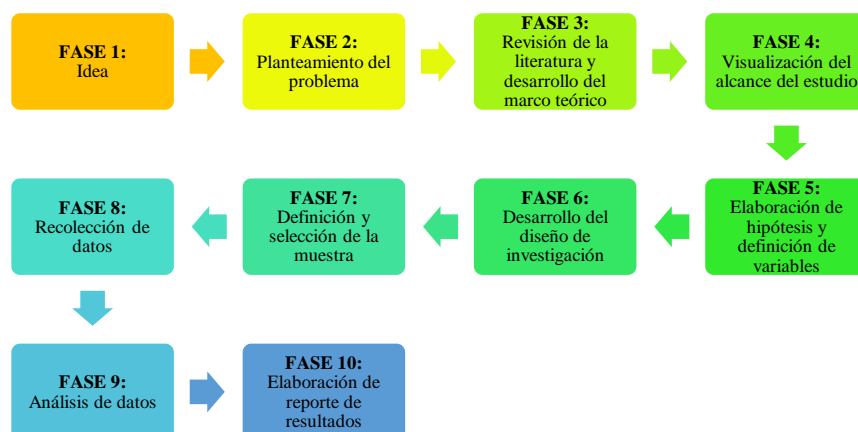 FASE 1:
Idea
FASE 2:
Planteamiento del
problema
FASE 3:
Revisión de la
literatura y
desarrollo del
marco teórico
FASE 4:
Visualización del
alcance del estudio
FASE 5:
Elaboración de
hipótesis y
definición de
variables
FASE 6:
Desarrollo del
diseño de
investigación
FASE 7:
Definición y
selección de la
muestra
FASE 8:
Recolección de
datos
FASE 9:
Análisis de datos
FASE 10:
Elaboración de
reporte de
resultados